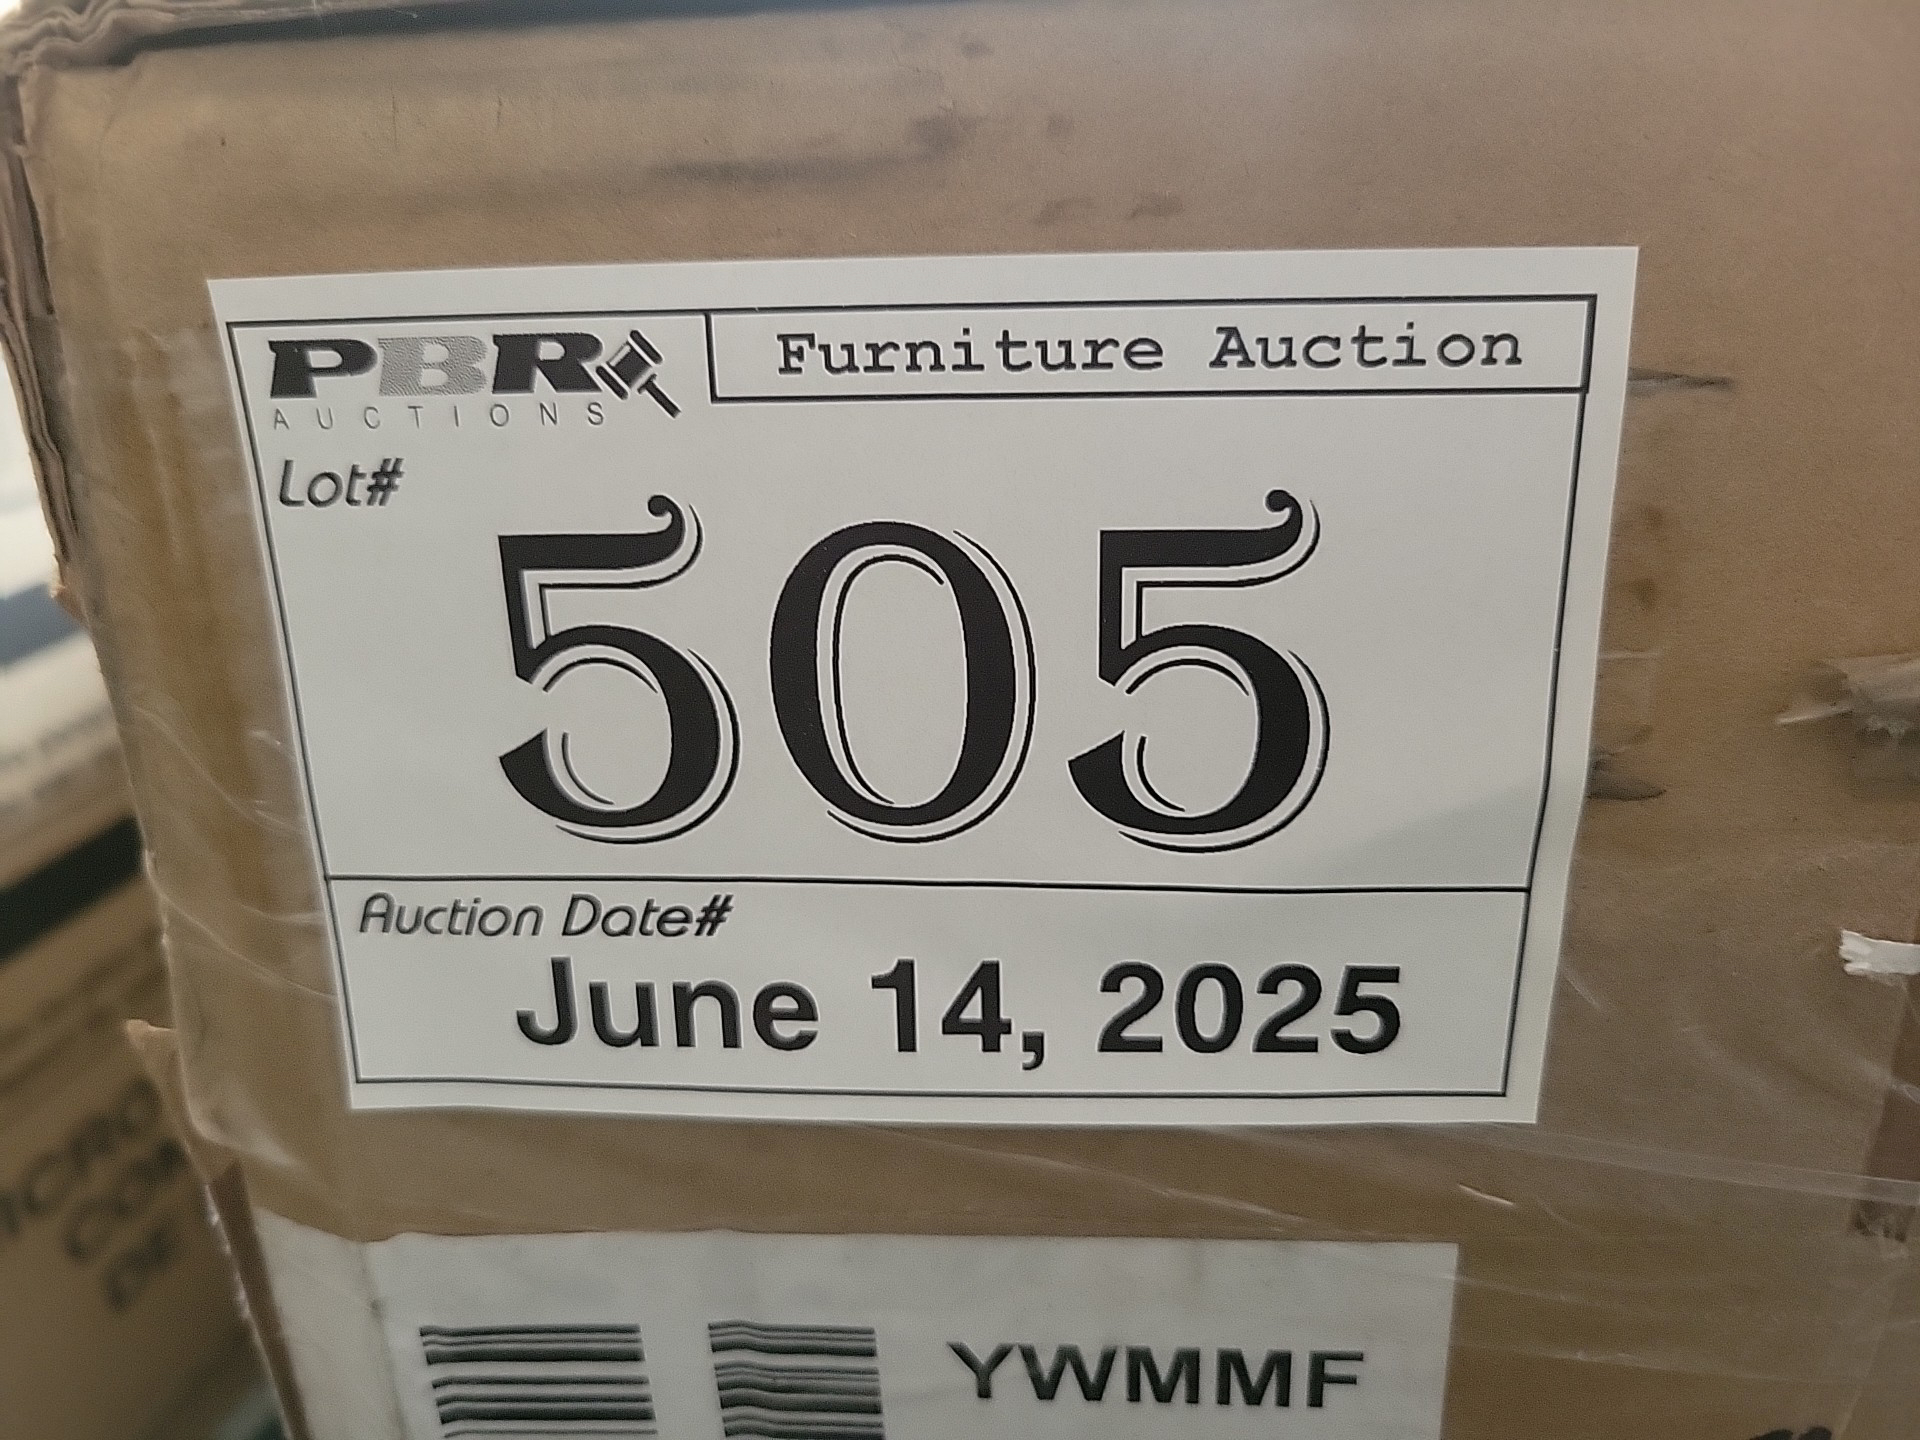 PBR
AUCTIONS
Furniture Auction
Lot#
505
Auction Date#
June 14, 2025
YWMMF